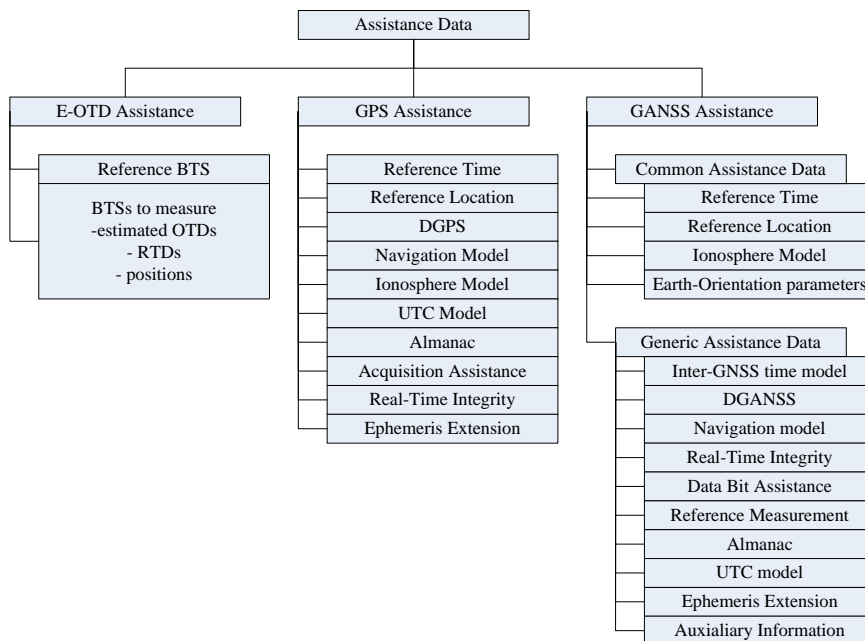 Assistance Data
E-OTD Assistance
Reference BTS
BTSs to measure
-estimated OTDs
- RTDs
- positions
GPS Assistance
Reference Time
Reference Location
DGPS
Navigation Model
Ionosphere Model
UTC Model
Almanac
Acquisition Assistance
Real-Time Integrity
Ephemeris Extension
GANSS Assistance
Common Assistance Data
Reference Time
Reference Location
Ionosphere Model
Earth-Orientation parameters
Generic Assistance Data
Inter-GNSS time model
DGANSS
Navigation model
Real-Time Integrity
Data Bit Assistance
Reference Measurement
Almanac
UTC model
Ephemeris Extension
Auxialiary Information